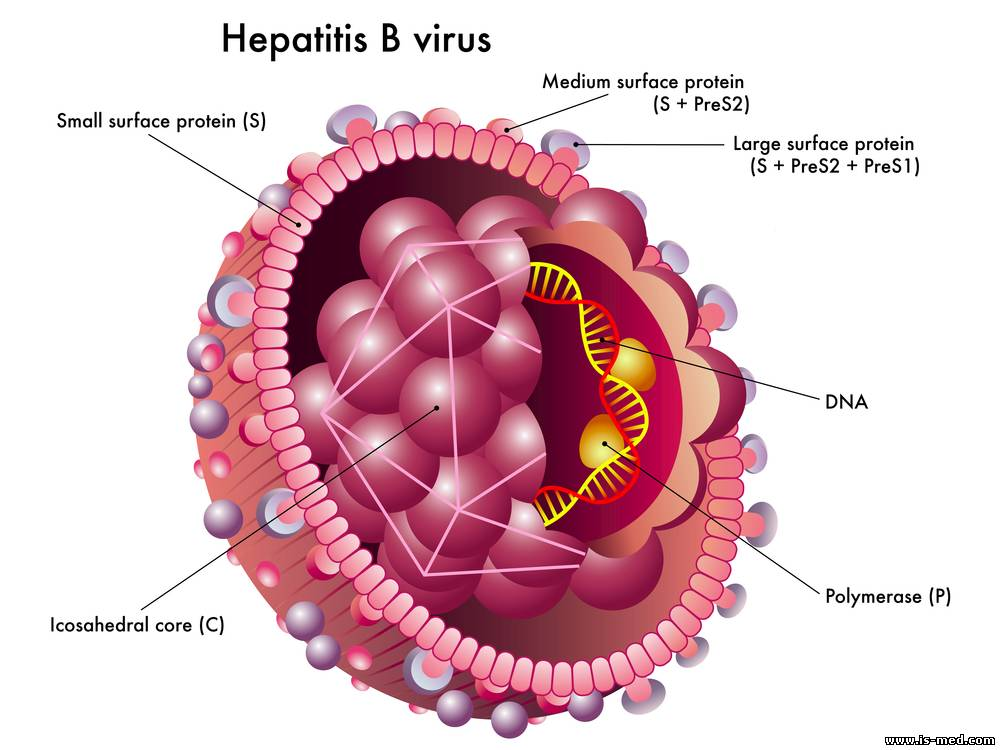 Hepatitis B virus
Medium surface protein
(S + PreS2)
Small surface protein (S)
Large surface protein
(S + PreS2 + PreS1)
DNA
Polymerase (P)
Icosahedral core (C)
www.is-med.com